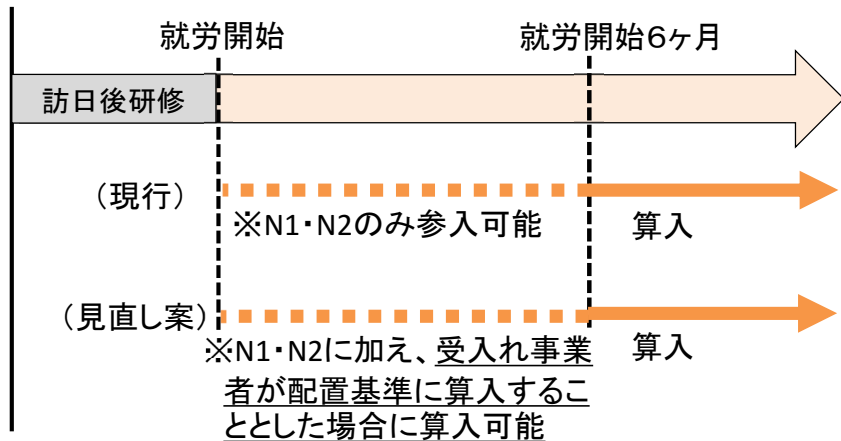 就労開始
就労開始６ヶ月
訪日後研修
（現行）
※N1・N2のみ参入可能
算入
（見直し案）
※N1・N2に加え、受入れ事業
者が配置基準に算入するこ
ととした場合に算入可能
算入